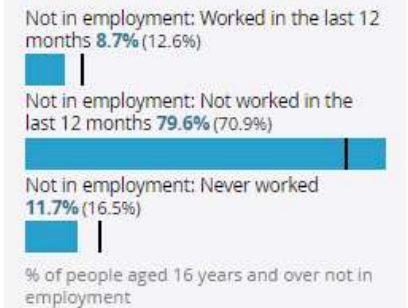 Not in employment: Worked in the last 12
months 8.7% (12.6%)
Not in employment: Not worked in the
last 12 months 79.6% (70.9%)
Not in employment: Never worked
11.7% (16.5%)
% of people aged 16 years and over not in
employment